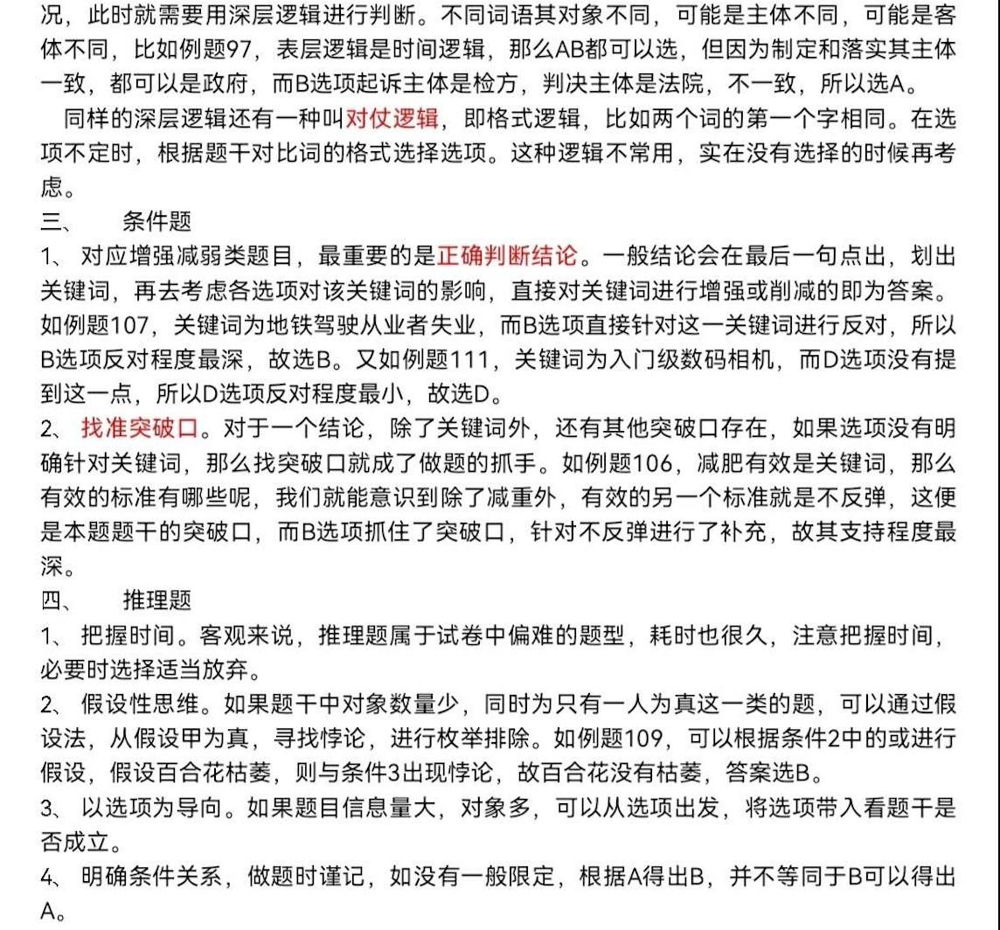 况，此时就需要用深层逻辑进行判断。不同词语其对象不同，可能是主体不同，可能是客
体不同，比如例题97，表层逻辑是时间逻辑，那么AB都可以选，但因为制定和落实其主体
一致，都可以是政府，而B选项起诉主体是检方，判决主体是法院，不一致，所以选A。
同样的深层逻辑还有一种叫对仗逻辑，即格式逻辑，比如两个词的第一个字相同。在选
项不定时，根据题干对比词的格式选择选项。这种逻辑不常用，实在没有选择的时候再考
虑。
三、 条件题
1、 对应增强减弱类题目，最重要的是正确判断结论。一般结论会在最后一句点出，划出
关键词，再去考虑各选项对该关键词的影响，直接对关键词进行增强或削减的即为答案。
如例题107，关键词为地铁驾驶从业者失业，而B选项直接针对这一关键词进行反对，所以
B选项反对程度最深，故选B。又如例题111，关键词为入门级数码相机，而D选项没有提
到这一点，所以D选项反对程度最小，故选D。
2、 找准突破口。对于一个结论，除了关键词外，还有其他突破口存在，如果选项没有明
确针对关键词，那么找突破口就成了做题的抓手。如例题106，减肥有效是关键词，那么
有效的标准有哪些呢，我们就能意识到除了减重外，有效的另一个标准就是不反弹，这便
是本题题干的突破口，而B选项抓住了突破口，针对不反弹进行了补充，故其支持程度最
深。
四、 推理题
1、 把握时间。客观来说，推理题属于试卷中偏难的题型，耗时也很久，注意把握时间，
必要时选择适当放弃。
2、 假设性思维。如果题干中对象数量少，同时为只有一人为真这一类的题，可以通过假
设法，从假设甲为真，寻找悖论，进行枚举排除。如例题109，可以根据条件2中的或进行
假设，假设百合花枯萎，则与条件3出现悖论，故百合花没有枯萎，答案选B。
3、 以选项为导向。如果题目信息量大，对象多，可以从选项出发，将选项带入看题干是
否成立。
4、 明确条件关系，做题时谨记，如没有一般限定，根据A得出B，并不等同于B可以得出
A。